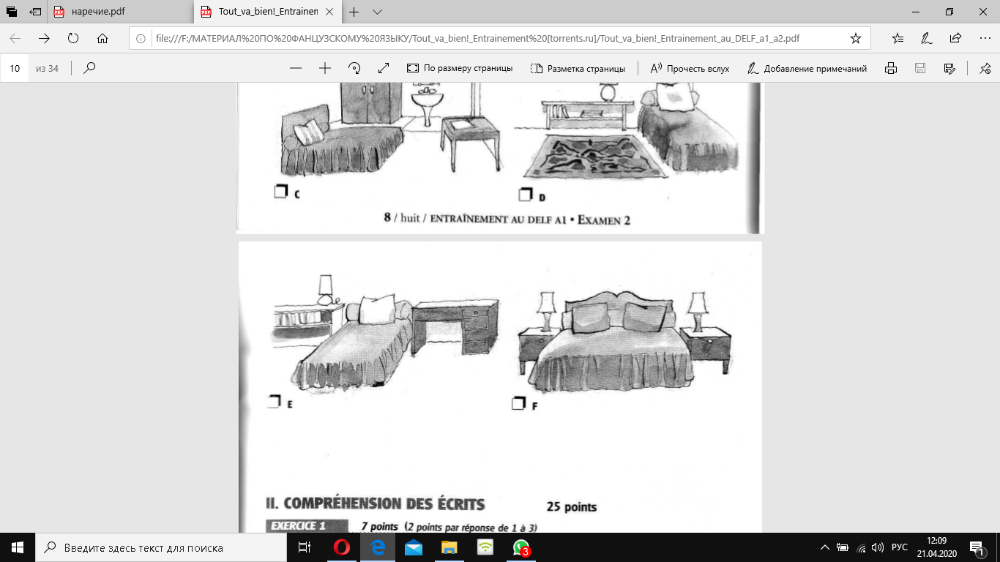 наречие.pdf
Tout_va_bien!_Entrainem
file:///F:/МАТЕРИАЛ%20ПО%20ФАНЦУЗСКОМУ%20ЯЗЫКУ/Tout_va_bien!_Entrainement%20[torrents.ru]/Tout_va_bien!_Entrainement_au_DELF_a1_a2.pdf
10 из 34
По размеру страницы
Разметка страницы
Прочесть вслух
Добавление примечаний
C
D
8 / huit / ENTRAÎNEMENT AU DELF A1 • EXAMEN 2
E
F
II. COMPRÉHENSION DES ÉCRITS 25 points
EXERCICE 1 7 points (2 points par réponse de 1 à 3)
Введите здесь текст для поиска
3
РУС
12:09
21.04.2020
1